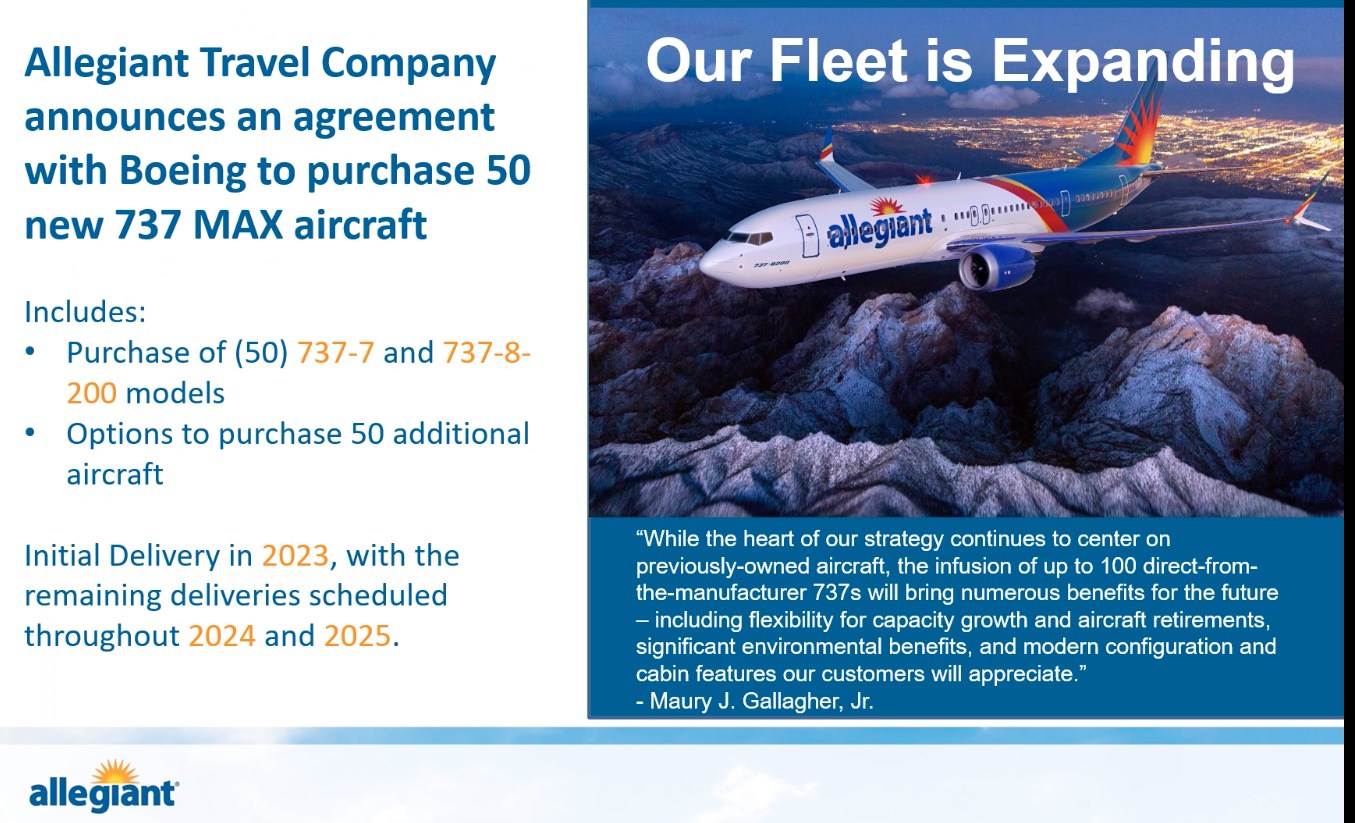 Allegiant Travel Company
announces an agreement
with Boeing to purchase 50
new 737 MAX aircraft
Includes:
• Purchase of (50) 737-7 and 737-8-
200 models
• Options to purchase 50 additional
aircraft
Initial Delivery in 2023, with the
remaining deliveries scheduled
throughout 2024 and 2025.
Our Fleet is Expanding
allegiant
737-8200
“While the heart of our strategy continues to center on
previously-owned aircraft, the infusion of up to 100 direct-from-
the-manufacturer 737s will bring numerous benefits for the future
– including flexibility for capacity growth and aircraft retirements,
significant environmental benefits, and modern configuration and
cabin features our customers will appreciate.”
- Maury J. Gallagher, Jr.
allegiant®